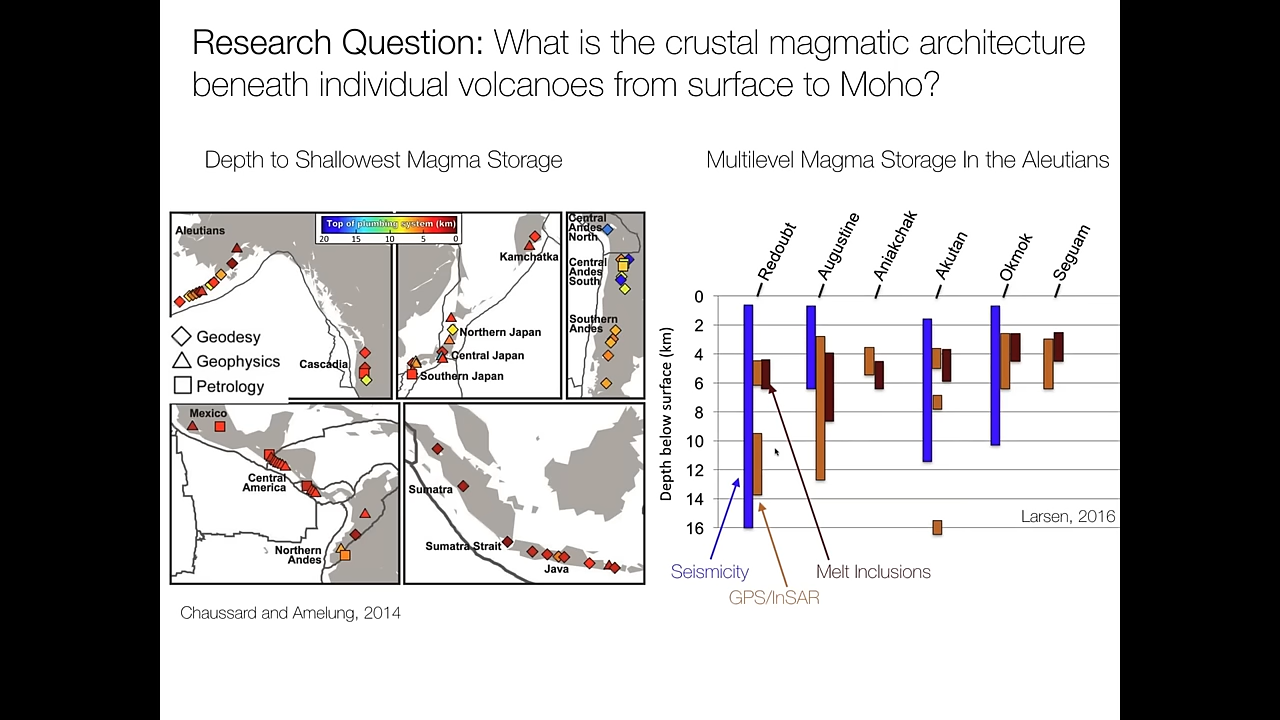 Research Question: What is the crustal magmatic architecture
beneath individual volcanoes from surface to Moho?
Depth to Shallowest Magma Storage
Aleutians
Top of plumbing system (km)
20 15 10 5 0
Kamchatka
Central
Andes
North
Central
Andes
South
Southern
Andes
Geodesy
Geophysics
Petrology
Cascadia
Northern Japan
Central Japan
Southern Japan
Mexico
Central
America
Northern
Andes
Sumatra
Sumatra Strait
Java
Chaussard and Amelung, 2014
Multilevel Magma Storage In the Aleutians
Redoubt
Augustine
Aniakchak
Akutan
Okmok
Seguam
Depth below surface (km)
0
2
4
6
8
10
12
14
16
Larsen, 2016
Seismicity
GPS/InSAR
Melt Inclusions